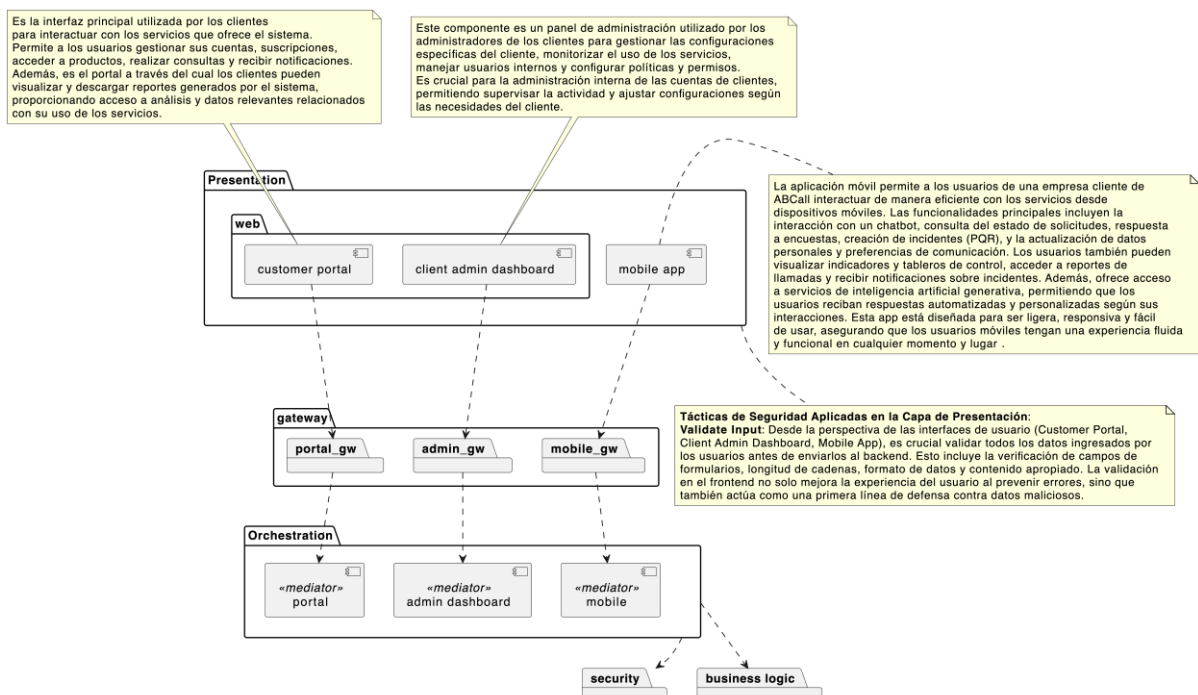 Es la interfaz principal utilizada por los clientes
para interactuar con los servicios que ofrece el sistema.
Permite a los usuarios gestionar sus cuentas, suscripciones,
acceder a productos, realizar consultas y recibir notificaciones.
Además, es el portal a través del cual los clientes pueden
visualizar y descargar reportes generados por el sistema,
proporcionando acceso a análisis y datos relevantes relacionados
con su uso de los servicios.
Este componente es un panel de administración utilizado por los
administradores de los clientes para gestionar las configuraciones
específicas del cliente, monitorizar el uso de los servicios,
manejar usuarios internos y configurar políticas y permisos.
Es crucial para la administración interna de las cuentas de clientes,
permitiendo supervisar la actividad y ajustar configuraciones según
las necesidades del cliente.
Presentation
web
customer portal
client admin dashboard
mobile app
La aplicación móvil permite a los usuarios de una empresa cliente de
ABCall interactuar de manera eficiente con los servicios desde
dispositivos móviles. Las funcionalidades principales incluyen la
interacción con un chatbot, consulta del estado de solicitudes, respuesta
a encuestas, creación de incidentes (PQR), y la actualización de datos
personales y preferencias de comunicación. Los usuarios también pueden
visualizar indicadores y tableros de control, acceder a reportes de
llamadas y recibir notificaciones sobre incidentes. Además, ofrece acceso
a servicios de inteligencia artificial generativa, permitiendo que los
usuarios reciban respuestas automatizadas y personalizadas según sus
interacciones. Esta app está diseñada para ser ligera, responsiva y fácil
de usar, asegurando que los usuarios móviles tengan una experiencia fluida
y funcional en cualquier momento y lugar .
gateway
portal_gw
admin_gw
mobile_gw
Tácticas de Seguridad Aplicadas en la Capa de Presentación:
Validate Input: Desde la perspectiva de las interfaces de usuario (Customer Portal,
Client Admin Dashboard, Mobile App), es crucial validar todos los datos ingresados por
los usuarios antes de enviarlos al backend. Esto incluye la verificación de campos de
formularios, longitud de cadenas, formato de datos y contenido apropiado. La validación
en el frontend no solo mejora la experiencia del usuario al prevenir errores, sino que
también actúa como una primera línea de defensa contra datos maliciosos.
Orchestration
«mediator»
portal
«mediator»
admin dashboard
«mediator»
mobile
security
business logic